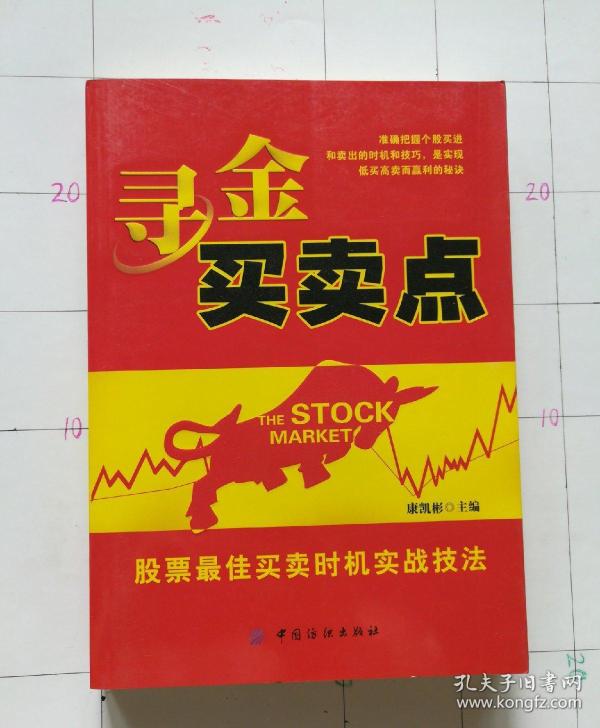 准确把握个股买进
和卖出的时机和技巧，是实现
低买高卖而赢利的秘诀
寻金
买卖点
20
20
THE STOCK
MARKET
10
10
康凯彬◎主编
股票最佳买卖时机实战技法
中国纺织出版社
20
孔夫子旧书网
www.kongfz.com